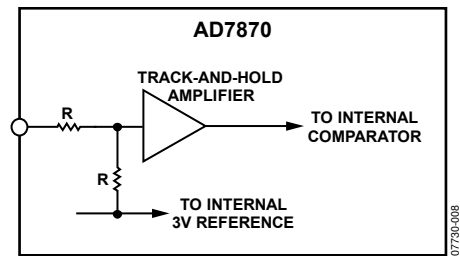 AD7870
TRACK-AND-HOLD
AMPLIFIER
R
TO INTERNAL
COMPARATOR
R
TO INTERNAL
3V REFERENCE
07730-008